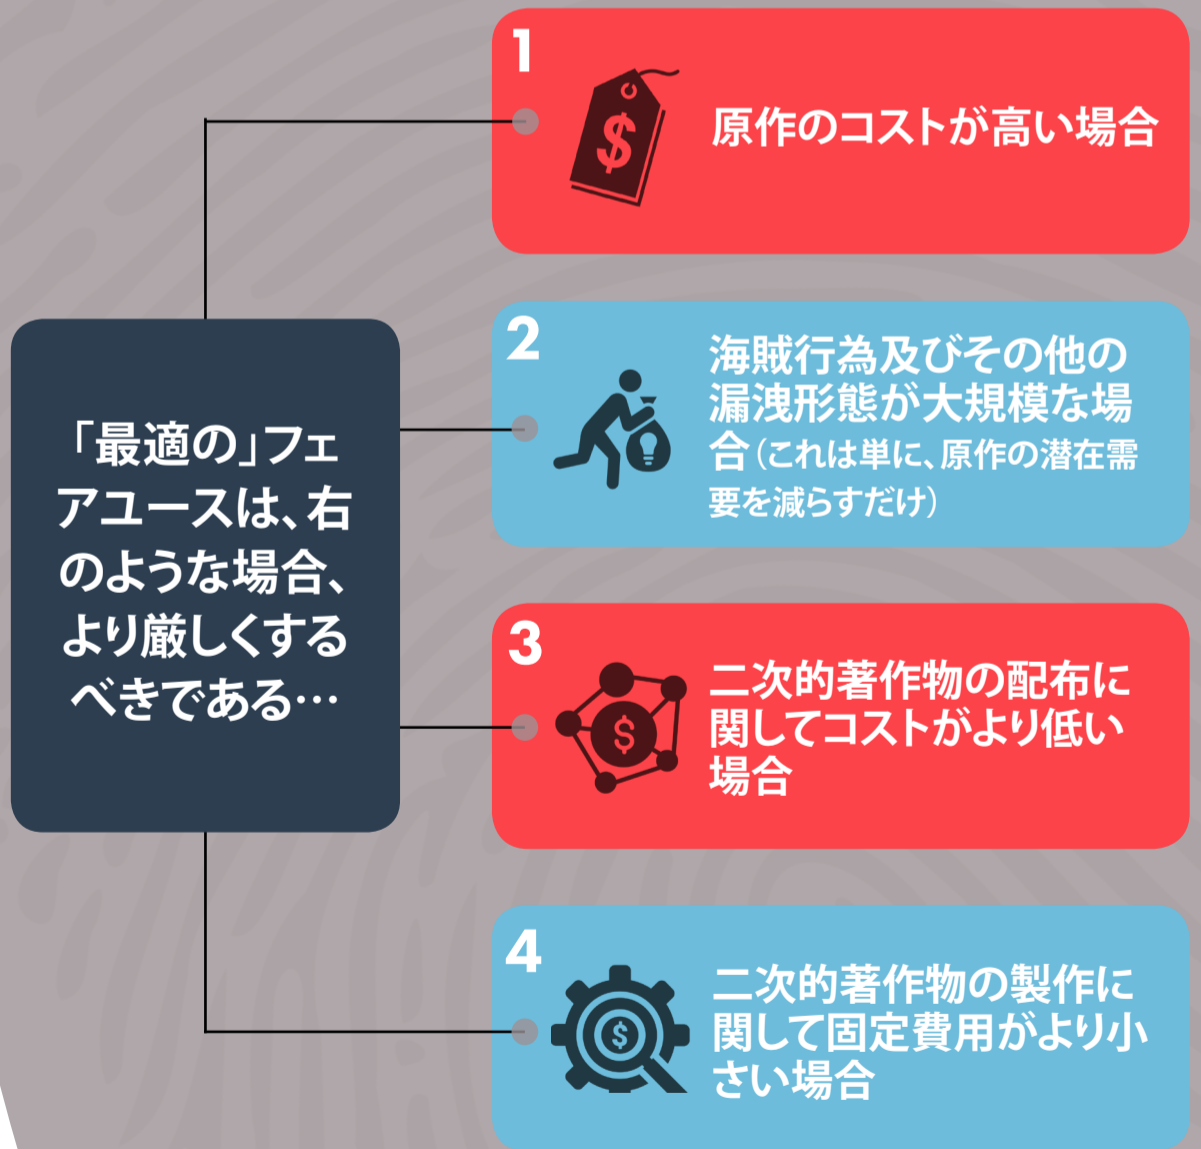 「最適の」フェ
アユースは、右
のような場合、
より厳しくする
べきである…
1
原作のコストが高い場合
2
海賊行為及びその他の
漏洩形態が大規模な場
合(これは単に、原作の潜在需
要を減らすだけ)
3
二次的著作物の配布に
関してコストがより低い
場合
4
二次的著作物の製作に
関して固定費用がより小
さい場合